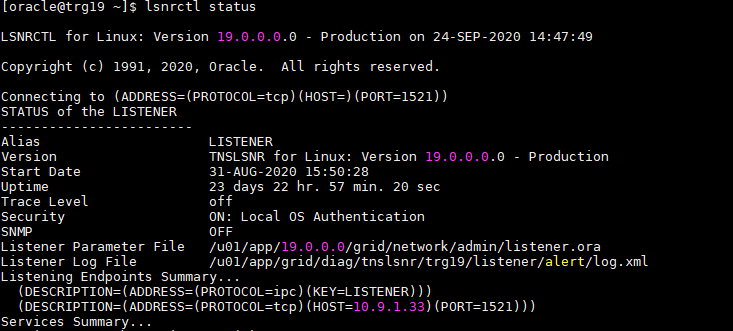 [oracle@trg19 ~]$ lsnrctl status
LSNRCTL for Linux: Version 19.0.0.0.0 - Production on 24-SEP-2020 14:47:49
Copyright (c) 1991, 2020, Oracle.  All rights reserved.
Connecting to (ADDRESS=(PROTOCOL=tcp)(HOST=)(PORT=1521))
STATUS of the LISTENER
------------------------
Alias                     LISTENER
Version                   TNSLSNR for Linux: Version 19.0.0.0.0 - Production
Start Date                31-AUG-2020 15:50:28
Uptime                    23 days 22 hr. 57 min. 20 sec
Trace Level               off
Security                  ON: Local OS Authentication
SNMP                      OFF
Listener Parameter File   /u01/app/19.0.0.0/grid/network/admin/listener.ora
Listener Log File         /u01/app/grid/diag/tnslsnr/trg19/listener/alert/log.xml
Listening Endpoints Summary...
  (DESCRIPTION=(ADDRESS=(PROTOCOL=ipc)(KEY=LISTENER)))
  (DESCRIPTION=(ADDRESS=(PROTOCOL=tcp)(HOST=10.9.1.33)(PORT=1521)))
Services Summary...